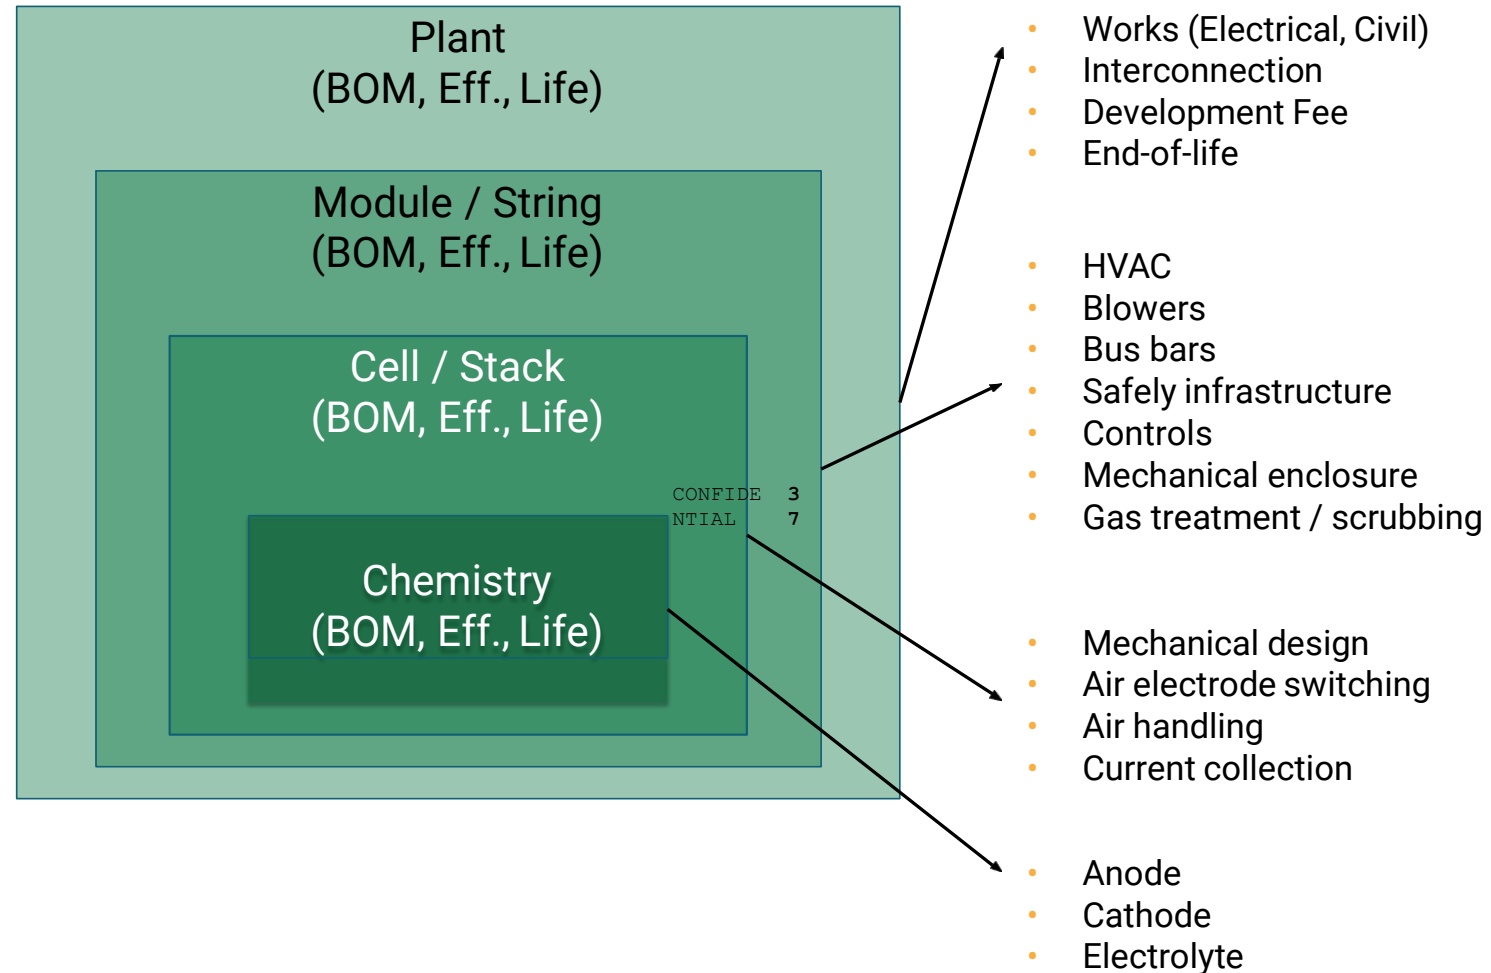 Plant
(BOM, Eff., Life)
Module / String
(BOM, Eff., Life)
Cell / Stack
(BOM, Eff., Life)
CONFIDE 3
NTIAL 7
Chemistry
(BOM, Eff., Life)
• Works (Electrical, Civil)
• Interconnection
• Development Fee
• End-of-life
• HVAC
• Blowers
• Bus bars
• Safely infrastructure
• Controls
• Mechanical enclosure
• Gas treatment / scrubbing
• Mechanical design
• Air electrode switching
• Air handling
• Current collection
• Anode
• Cathode
• Electrolyte